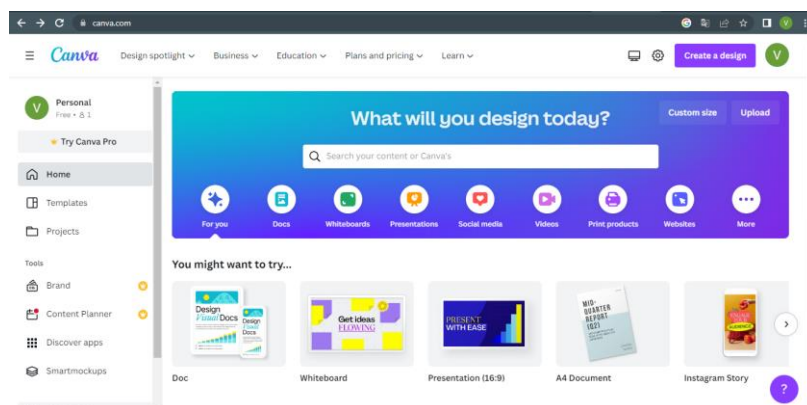 canva.com
Canva Design spotlight Business Education Plans and pricing Learn Create a design V
V Personal
Free • 1
Try Canva Pro
Home
Templates
Projects
Tools
Brand
Content Planner
Discover apps
Smartmockups
What will you design today?
Custom size Upload
Search your content or Canva's
For you Docs Whiteboards Presentations Social media Videos Print products Websites More
You might want to try...
Design
Visual Docs
Design
Visual
Docs
Get ideas
FLOWING
PRESENT
WITH EASE
MID-
QUARTER
REPORT
(Q2)
Doc Whiteboard Presentation (16:9) A4 Document Instagram Story
?